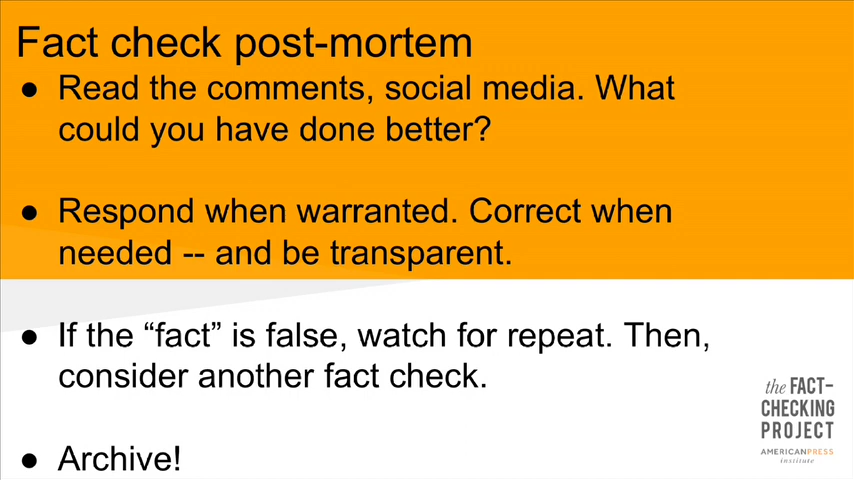 Fact check post-mortem
● Read the comments, social media. What
could you have done better?
● Respond when warranted. Correct when
needed -- and be transparent.
● If the “fact” is false, watch for repeat. Then,
consider another fact check.
● Archive!
the FACT-
CHECKING
PROJECT
AMERICANPRESS
institute